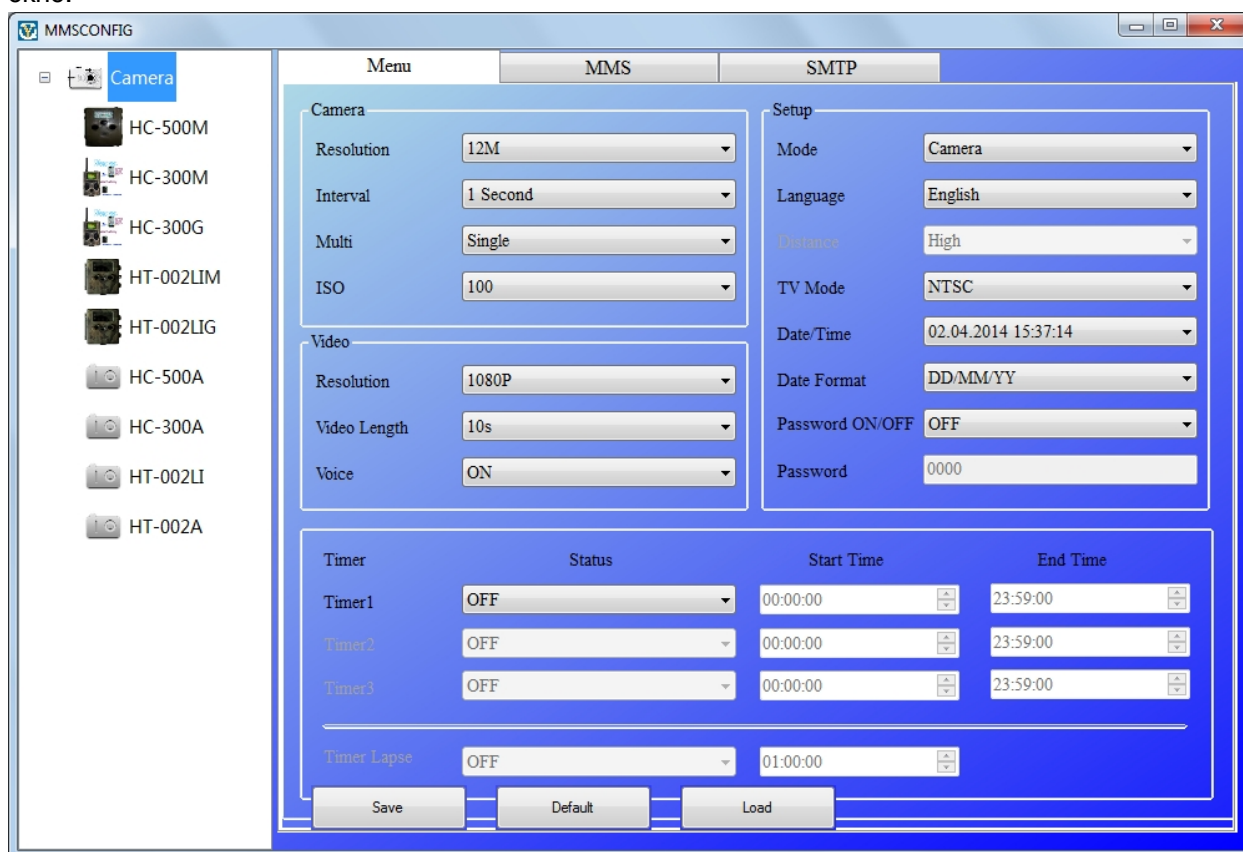 MMSCONFIG
Camera
HC-500M
HC-300M
HC-300G
HT-002LIM
HT-002LIG
HC-500A
HC-300A
HT-002LI
HT-002A
Menu MMS SMTP
Camera
Resolution 12M
Interval 1 Second
Multi Single
ISO 100
Video
Resolution 1080P
Video Length 10s
Voice ON
Setup
Mode Camera
Language English
Distance High
TV Mode NTSC
Date/Time 02.04.2014 15:37:14
Date Format DD/MM/YY
Password ON/OFF OFF
Password 0000
Timer Status Start Time End Time
Timer1 OFF 00:00:00 23:59:00
Timer2 OFF 00:00:00 23:59:00
Timer3 OFF 00:00:00 23:59:00
Timer Lapse OFF 01:00:00
Save Default Load